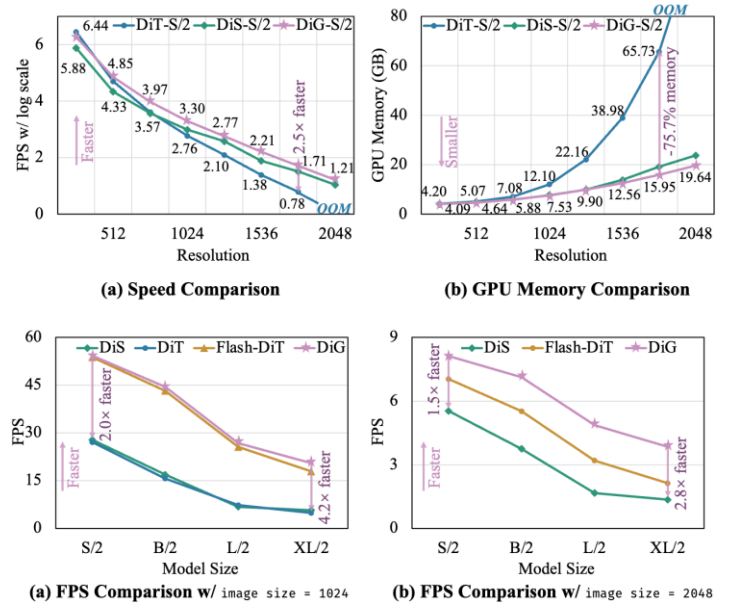 DiT-S/2 DiS-S/2 DiG-S/2
FPS w/ log scale
6
4
2
0
6.44
5.88
4.85
4.33
3.97
3.57
3.30
2.76
2.77
2.10
2.21
1.38
1.71
0.78
1.21
Faster
2.5× faster
OOM
512 1024 1536 2048
Resolution
(a) Speed Comparison
DiT-S/2 DiS-S/2 DiG-S/2
OOM
GPU Memory (GB)
80
60
40
20
0
65.73
38.98
22.16
12.10
4.20 5.07 7.08
4.09 4.64 5.88 7.53 9.90 12.56 15.95 19.64
Smaller
-75.7% memory
512 1024 1536 2048
Resolution
(b) GPU Memory Comparison
DiS DiT Flash-DiT DiG
FPS
60
45
30
15
0
Faster
2.0× faster
4.2× faster
S/2 B/2 L/2 XL/2
Model Size
(a) FPS Comparison w/ image size = 1024
DiS Flash-DiT DiG
FPS
9
6
3
0
Faster
1.5× faster
2.8× faster
S/2 B/2 L/2 XL/2
Model Size
(b) FPS Comparison w/ image size = 2048